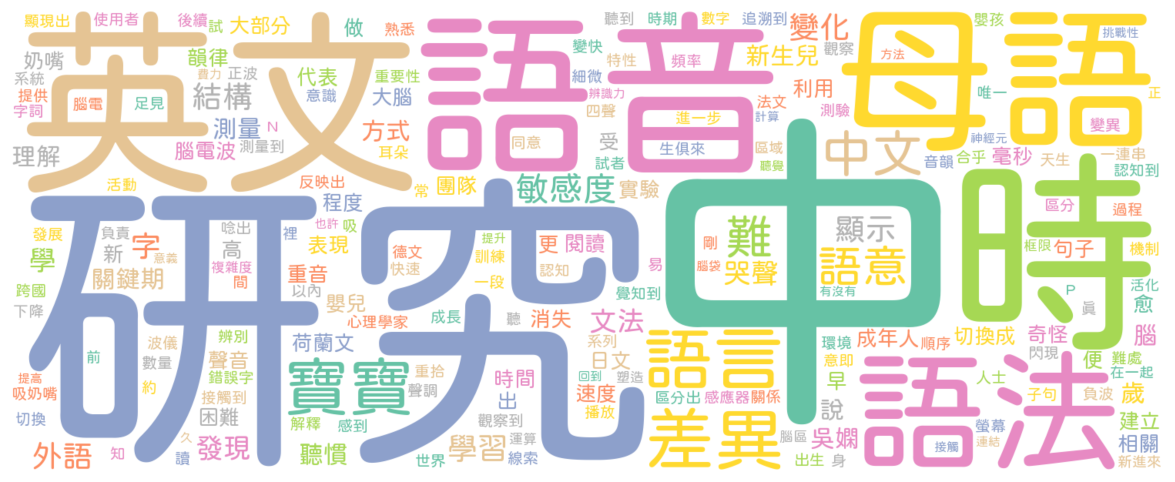 顯現出 使用者 後續 試 大部分 做 熟悉 聽到 時期 數字 追溯到 變化 嬰孩 挑戰性
英文 語音 母語
奶嘴 韻律 代表 重要性 變快 特性 頻率 新生兒 觀察 方法
系統 費力 正波 結構 意識 大腦 細微 辨識力 法文 利用 唯一 正
提供 腦電 足見 四聲 進一步 計算 測驗 變異
字詞 測量 N 方式 受 同意 生俱來 區域 中文 音韻 合乎 神經元 毫秒 天生 一連串
理解 腦電波 測量到 耳朵 試者 聽覺 認知到
活動 反映出 常 團隊 敏感度 實驗
研究 中 時
程度 也許 吸 裡 區分 過程
發展 負責 唸出 字 表現 德文 提升 更 閱讀 難 剛 顯示 框限 句子 機制
學 新 高 意義 快速 訓練 認知 哭聲 腦袋 語意
關鍵期 複雜度 間 重音 一段 易 覺知到 有沒有 P 活化
跨國 以內 嬰兒 真 愈
下降 心理學家 成長 聽 消失 文法 奇怪 腦
前 波儀 辨別 荷蘭文 系列 語言 環境 成年人 順序 切換成 閃現 便 難處
數量 聲音 寶寶 日文 意即 語法 在一起
提高 約 錯誤字 重拾 時間 回到 塑造 早 人士
吸奶嘴 接觸到 聲調 出 速度 區分出 感應器 關係 子句 負波 歲
切換 困難 解釋 感到 觀察到 播放 差異 說 建立
久 學習 運算 腦區 吳嫻 螢幕 相關
外語 知 讀 發現 聽慣 世界 線索 出生 身 接觸 連結 新進來